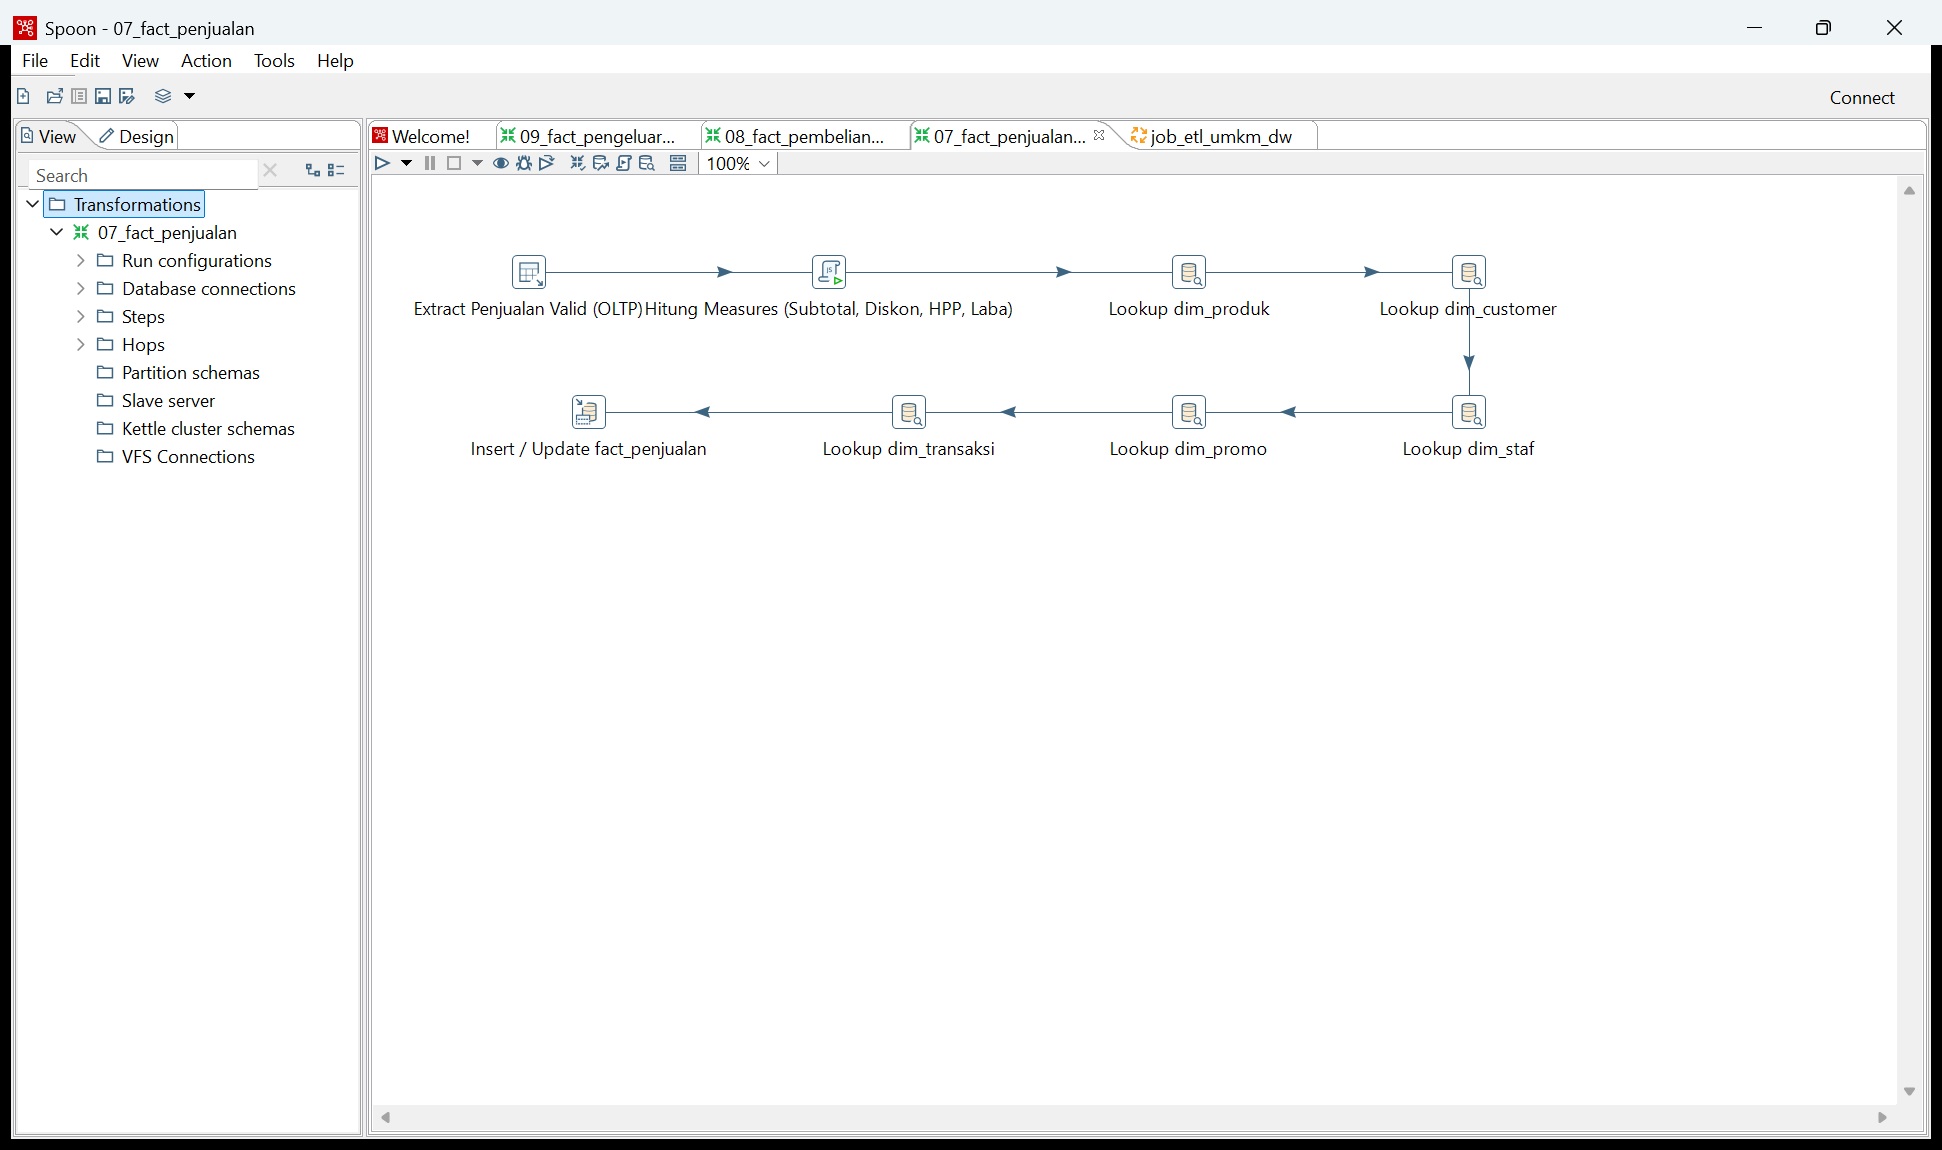 Spoon - 07_fact_penjualan
File Edit View Action Tools Help
Connect
View Design
Welcome! 09_fact_pengeluar... 08_fact_pembelian... 07_fact_penjualan... job_etl_umkm_dw
100%
Search
Transformations
07_fact_penjualan
Run configurations
Database connections
Steps
Hops
Partition schemas
Slave server
Kettle cluster schemas
VFS Connections
JS
Extract Penjualan Valid (OLTP) Hitung Measures (Subtotal, Diskon, HPP, Laba) Lookup dim_produk Lookup dim_customer
Insert / Update fact_penjualan Lookup dim_transaksi Lookup dim_promo Lookup dim_staf